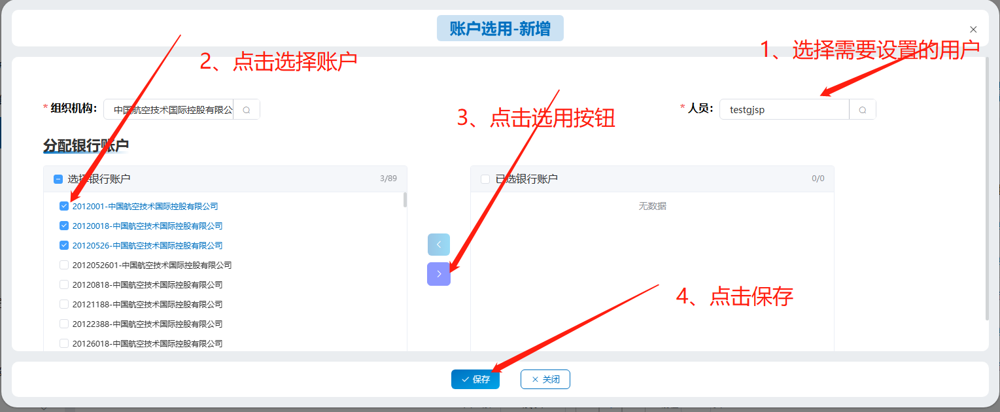 账户选用-新增
1、选择需要设置的用户
2、点击选择账户
* 组织机构： 中国航空技术国际控股有限公
* 人员： testgjsp
3、点击选用按钮
分配银行账户
选择银行账户 3/89
已选银行账户 0/0
2012001-中国航空技术国际控股有限公司
无数据
20120018-中国航空技术国际控股有限公司
20120526-中国航空技术国际控股有限公司
2012052601-中国航空技术国际控股有限公司
20120818-中国航空技术国际控股有限公司
20121188-中国航空技术国际控股有限公司
20122388-中国航空技术国际控股有限公司
20126018-中国航空技术国际控股有限公司
4、点击保存
保存
关闭